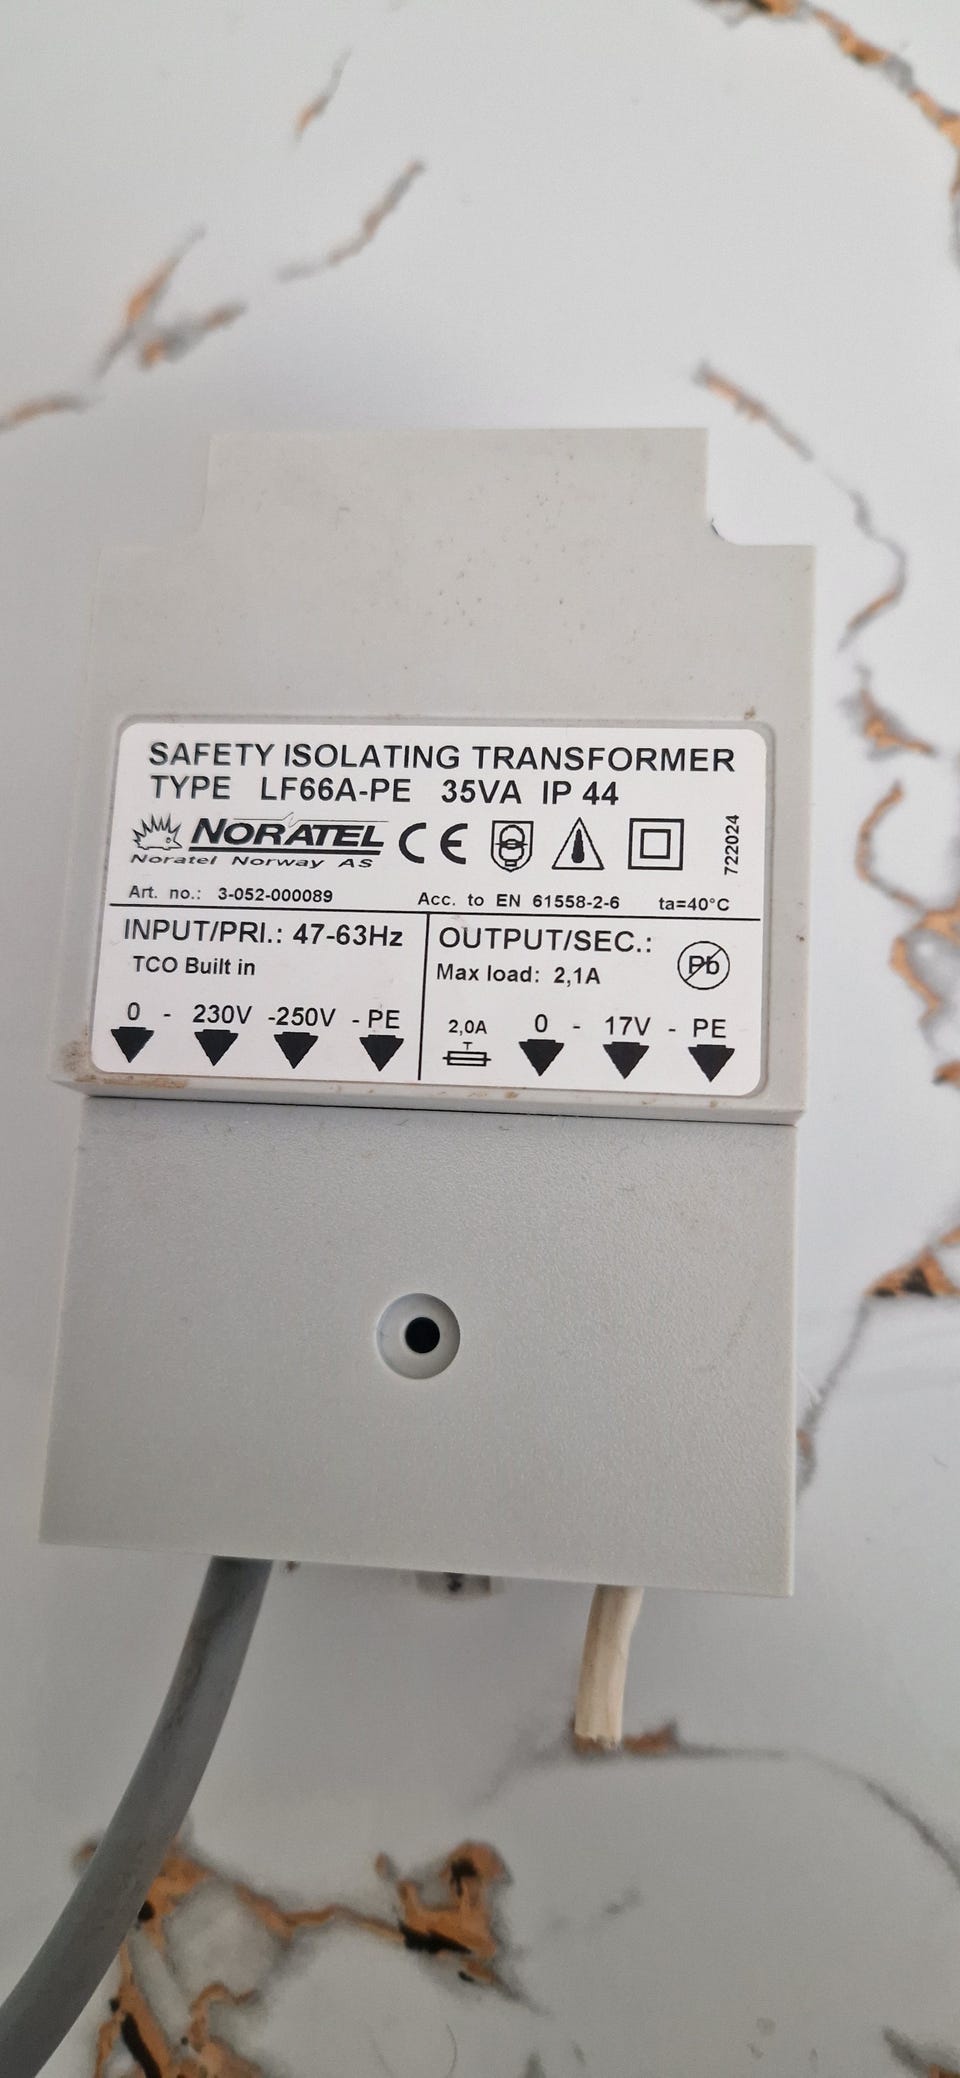 SAFETY ISOLATING TRANSFORMER
TYPE LF66A-PE 35VA IP 44
NORATEL CE
Noratel Norway AS
722024
Art. no.: 3-052-000089 Acc. to EN 61558-2-6 ta=40°C
INPUT/PRI.: 47-63Hz
TCO Built in
0 - 230V -250V - PE
OUTPUT/SEC.:
Max load: 2,1A
Pb
2,0A 0 - 17V - PE
T